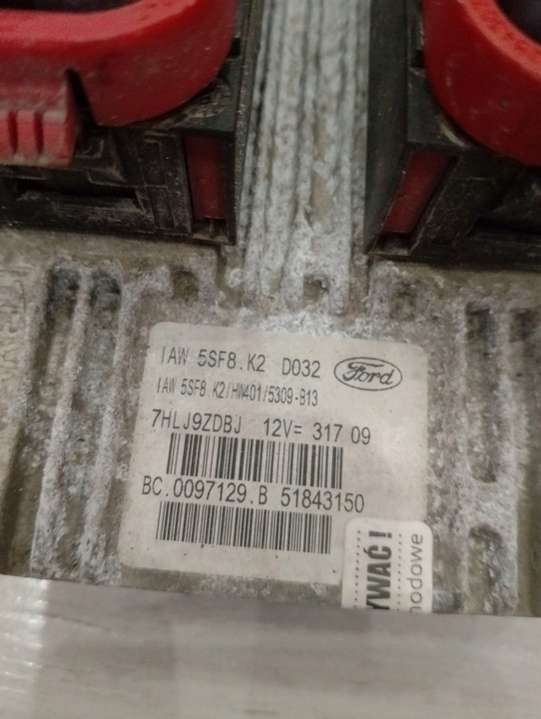 IAW 5SF8.K2 D032 Ford
IAW 5SF8 K2/HW401/5309-B13
7HLJ9ZDBJ 12V= 317 09
BC.0097129.B 51843150
YWAĆ!
hodowe